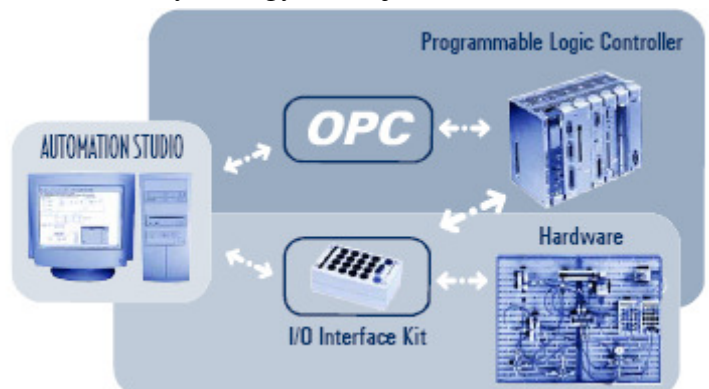 Programmable Logic Controller
OPC
AUTOMATION STUDIO
Hardware
I/O Interface Kit